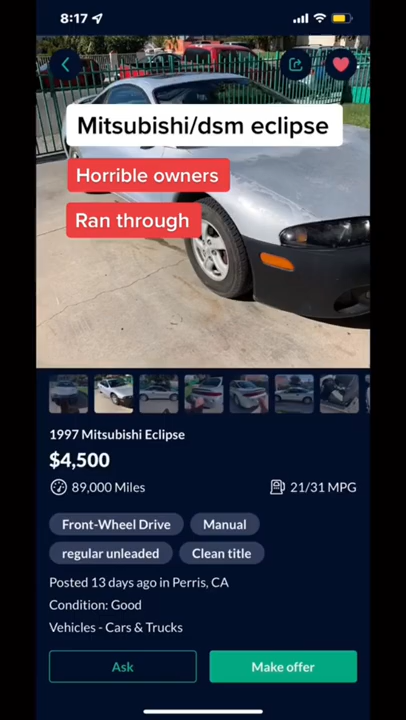 8:17
Mitsubishi/dsm eclipse
Horrible owners
Ran through
1997 Mitsubishi Eclipse
$4,500
89,000 Miles
21/31 MPG
Front-Wheel Drive
Manual
regular unleaded
Clean title
Posted 13 days ago in Perris, CA
Condition: Good
Vehicles - Cars & Trucks
Ask
Make offer